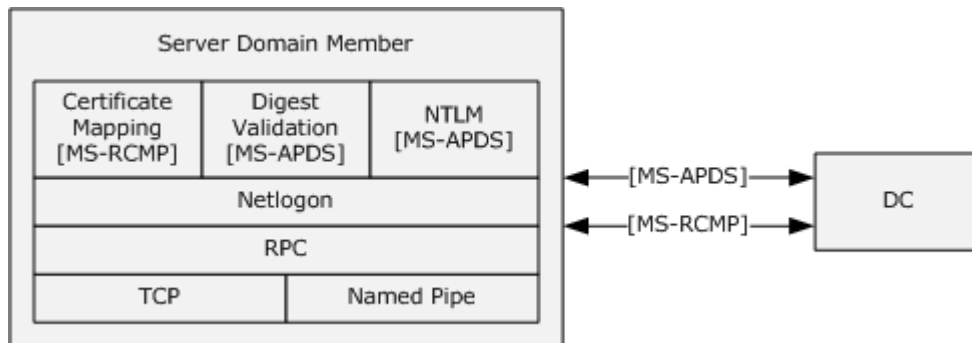 Server Domain Member
Certificate
Mapping
[MS-RCMP]
Digest
Validation
[MS-APDS]
NTLM
[MS-APDS]
Netlogon
RPC
TCP
Named Pipe
[MS-APDS]
[MS-RCMP]
DC